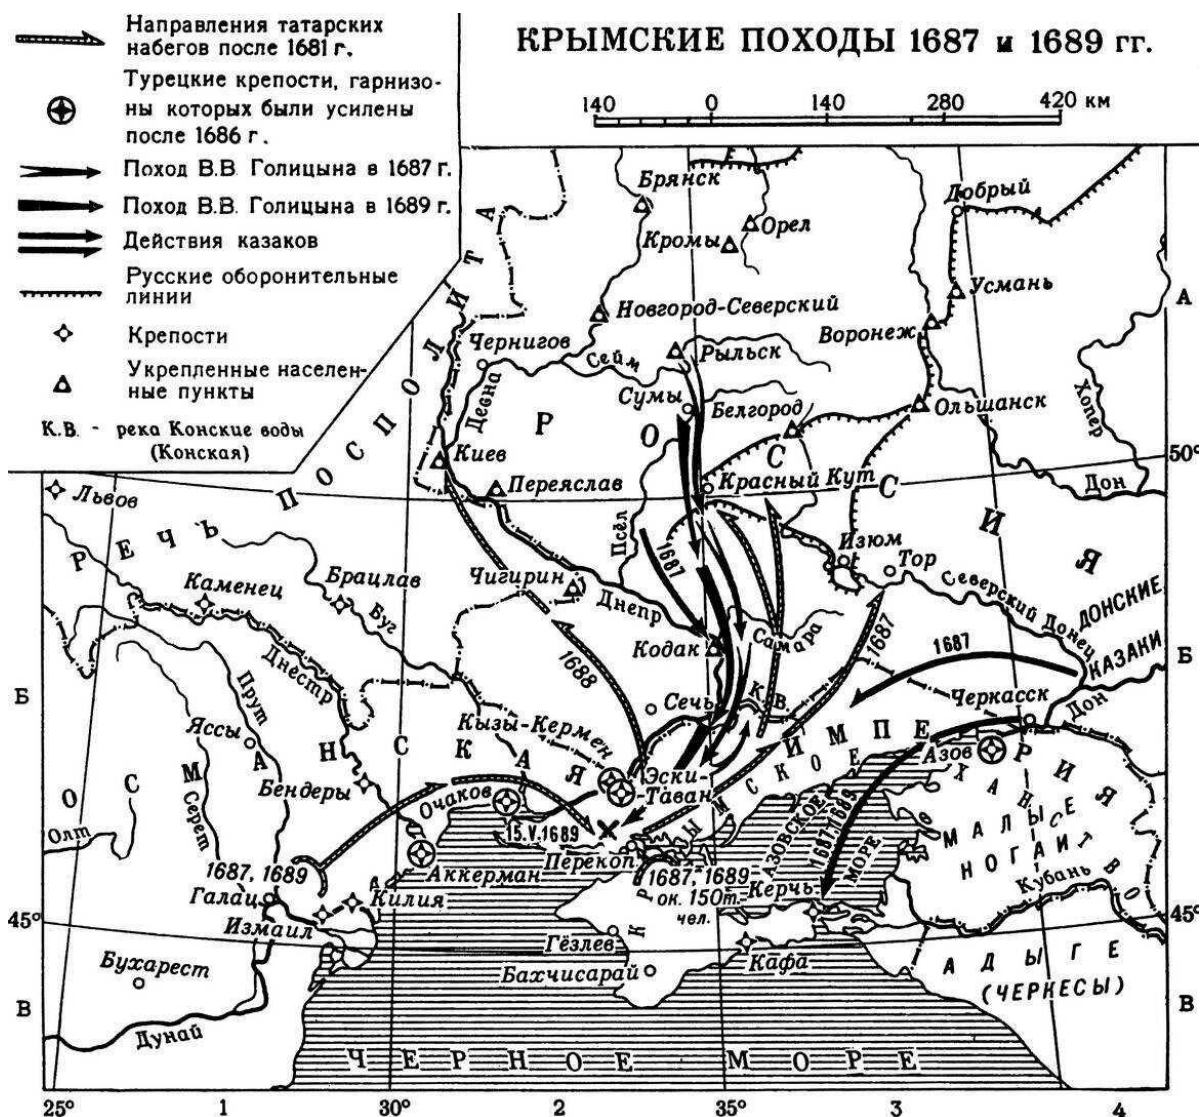 КРЫМСКИЕ ПОХОДЫ 1687 и 1689 гг.
140 0 140 280 420 км
Направления татарских
набегов после 1681 г.
Турецкие крепости, гарнизо-
ны которых были усилены
после 1686 г.
Поход В.В. Голицына в 1687 г.
Поход В.В. Голицына в 1689 г.
Действия казаков
Русские оборонительные
линии
Крепости
Укрепленные населен-
ные пункты
К.В. - река Конские воды
(Конская)
РЕЧЬ ПОСПОЛИТА
РОССИЯ
А
Брянск
Орел
Кромы
Добрый
Усмань
Новгород-Северский
Воронеж
Чернигов
Сейм
Рыльск
Хопер
Сумы
Белгород
Ольшанск
Десна
Киев
50°
Львов
Переяслав
Красный Кут
Дон
Псёл
1687
Изюм
Тор
Каменец
Брацлав
Чигирин
Буг
Днепр
Северский Донец
ДОНСКИЕ
КАЗАКИ
Днестр
Кодак
Самара
1687
1687
1688
Б
Б
Прут
Яссы
Сечь
К.В.
Черкасск
Дон
Кызы-Кермен
Азов
ОСМАНСКАЯ ИМПЕРИЯ
Серет
Бендеры
Очаков
Эски-
Таван
КРЫМСКОЕ ХАНСТВО
Олт
15.V.1689
АЗОВСКОЕ
МОРЕ
1687,1689
МАЛЫЕ
НОГАИ
Аккерман
Перекоп
1687, 1689
1687, 1689
ок. 150т.
чел.
Керчь
Кубань
Галац
Килия
45°
45°
Измаил
Гёзлев
Кафа
Бухарест
Бахчисарай
АДЫГЕ
(ЧЕРКЕСЫ)
В
В
Дунай
ЧЕРНОЕ МОРЕ
25° 1 30° 2 35° 3 4